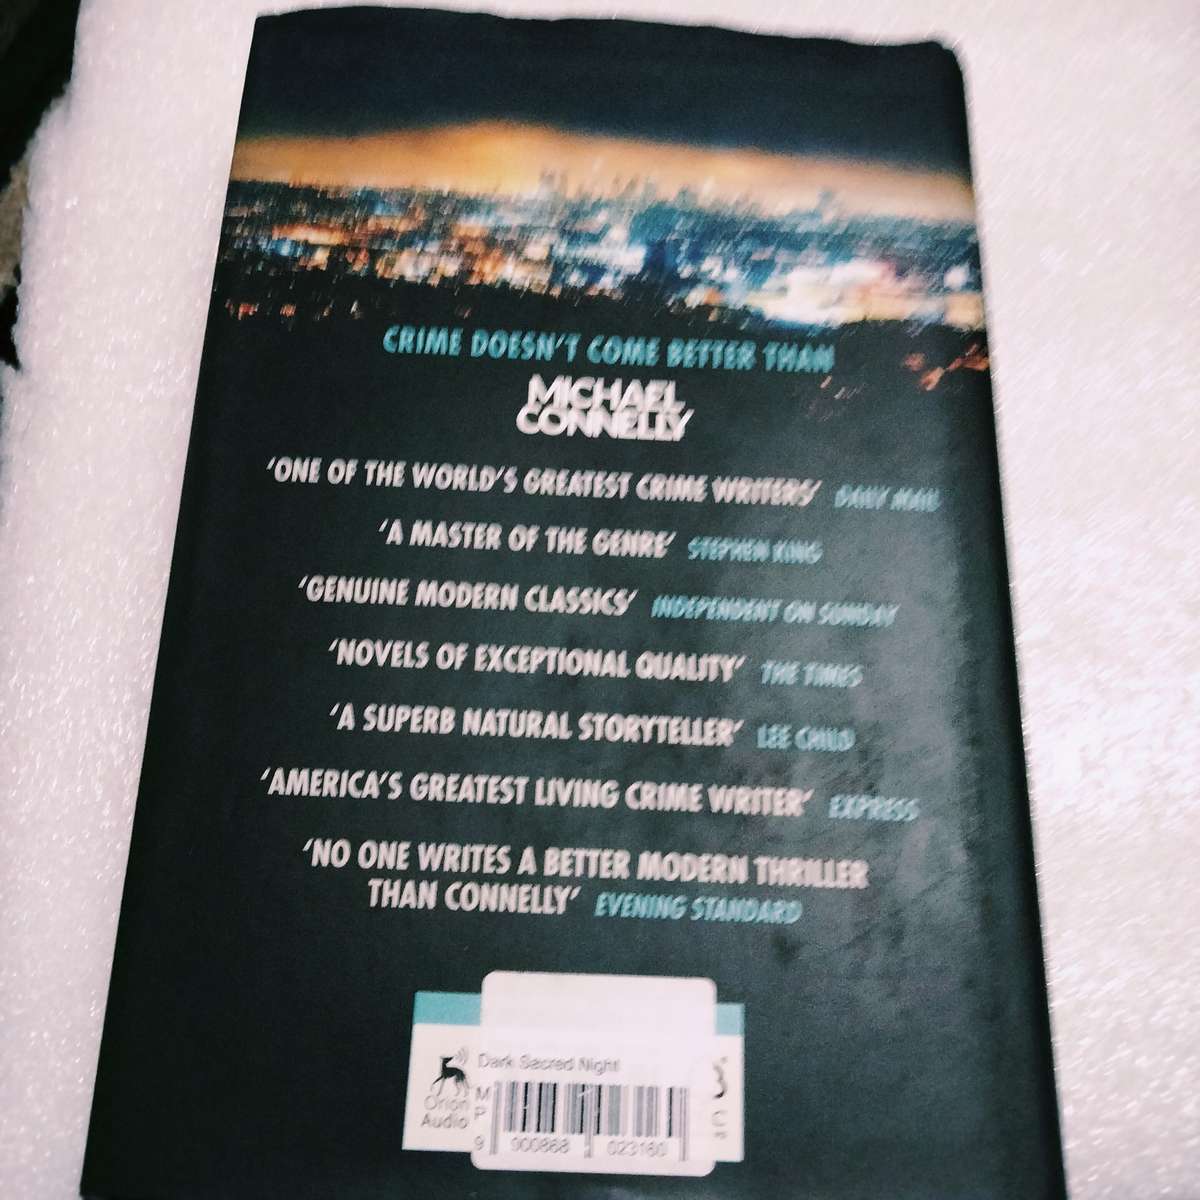 CRIME DOESN'T COME BETTER THAN
MICHAEL
CONNELLY
'ONE OF THE WORLD'S GREATEST CRIME WRITERS' DAILY MAIL
'A MASTER OF THE GENRE' STEPHEN KING
'GENUINE MODERN CLASSICS' INDEPENDENT ON SUNDAY
'NOVELS OF EXCEPTIONAL QUALITY' THE TIMES
'A SUPERB NATURAL STORYTELLER' LEE CHILD
'AMERICA'S GREATEST LIVING CRIME WRITER' EXPRESS
'NO ONE WRITES A BETTER MODERN THRILLER
THAN CONNELLY' EVENING STANDARD
Dark Sacred Night
Orion
Audio
M
P
9 900868 023160